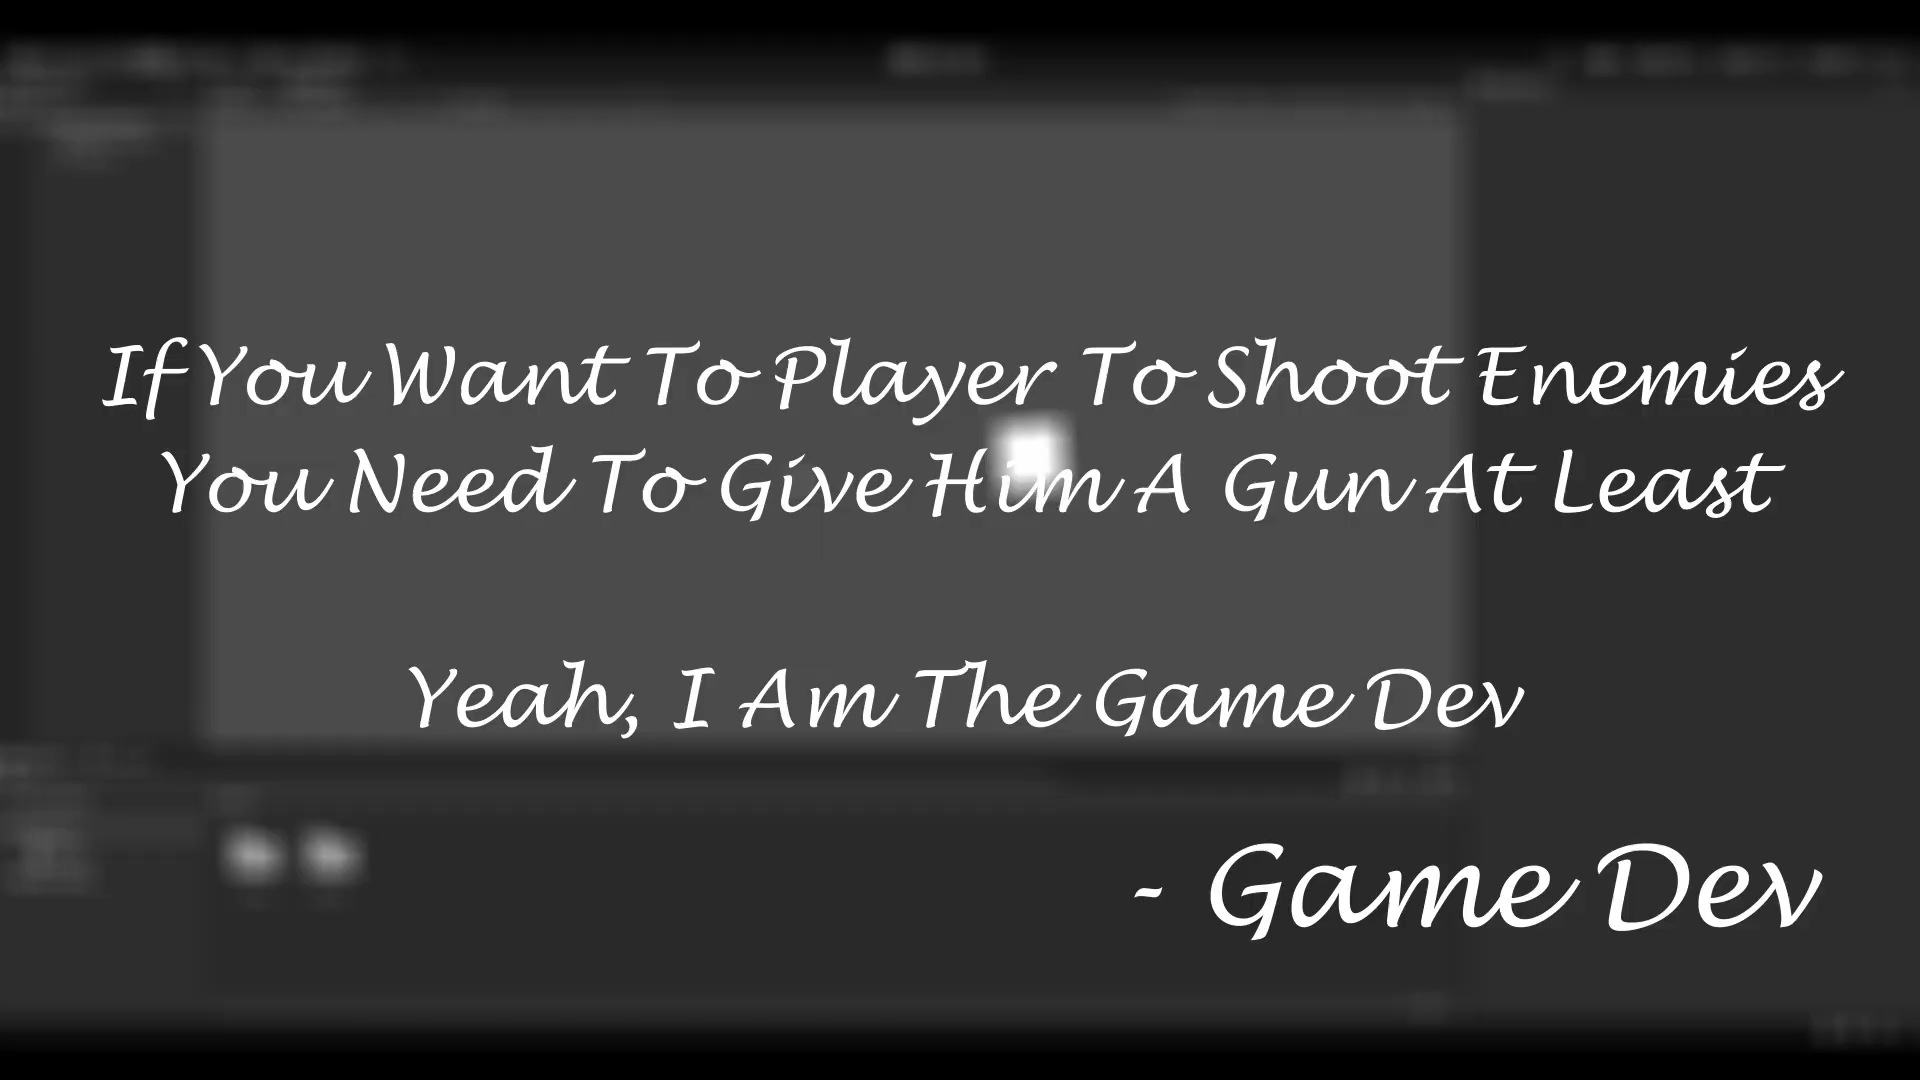 If You Want To Player To Shoot Enemies
You Need To Give Him A Gun At Least
Yeah, I Am The Game Dev
- Game Dev